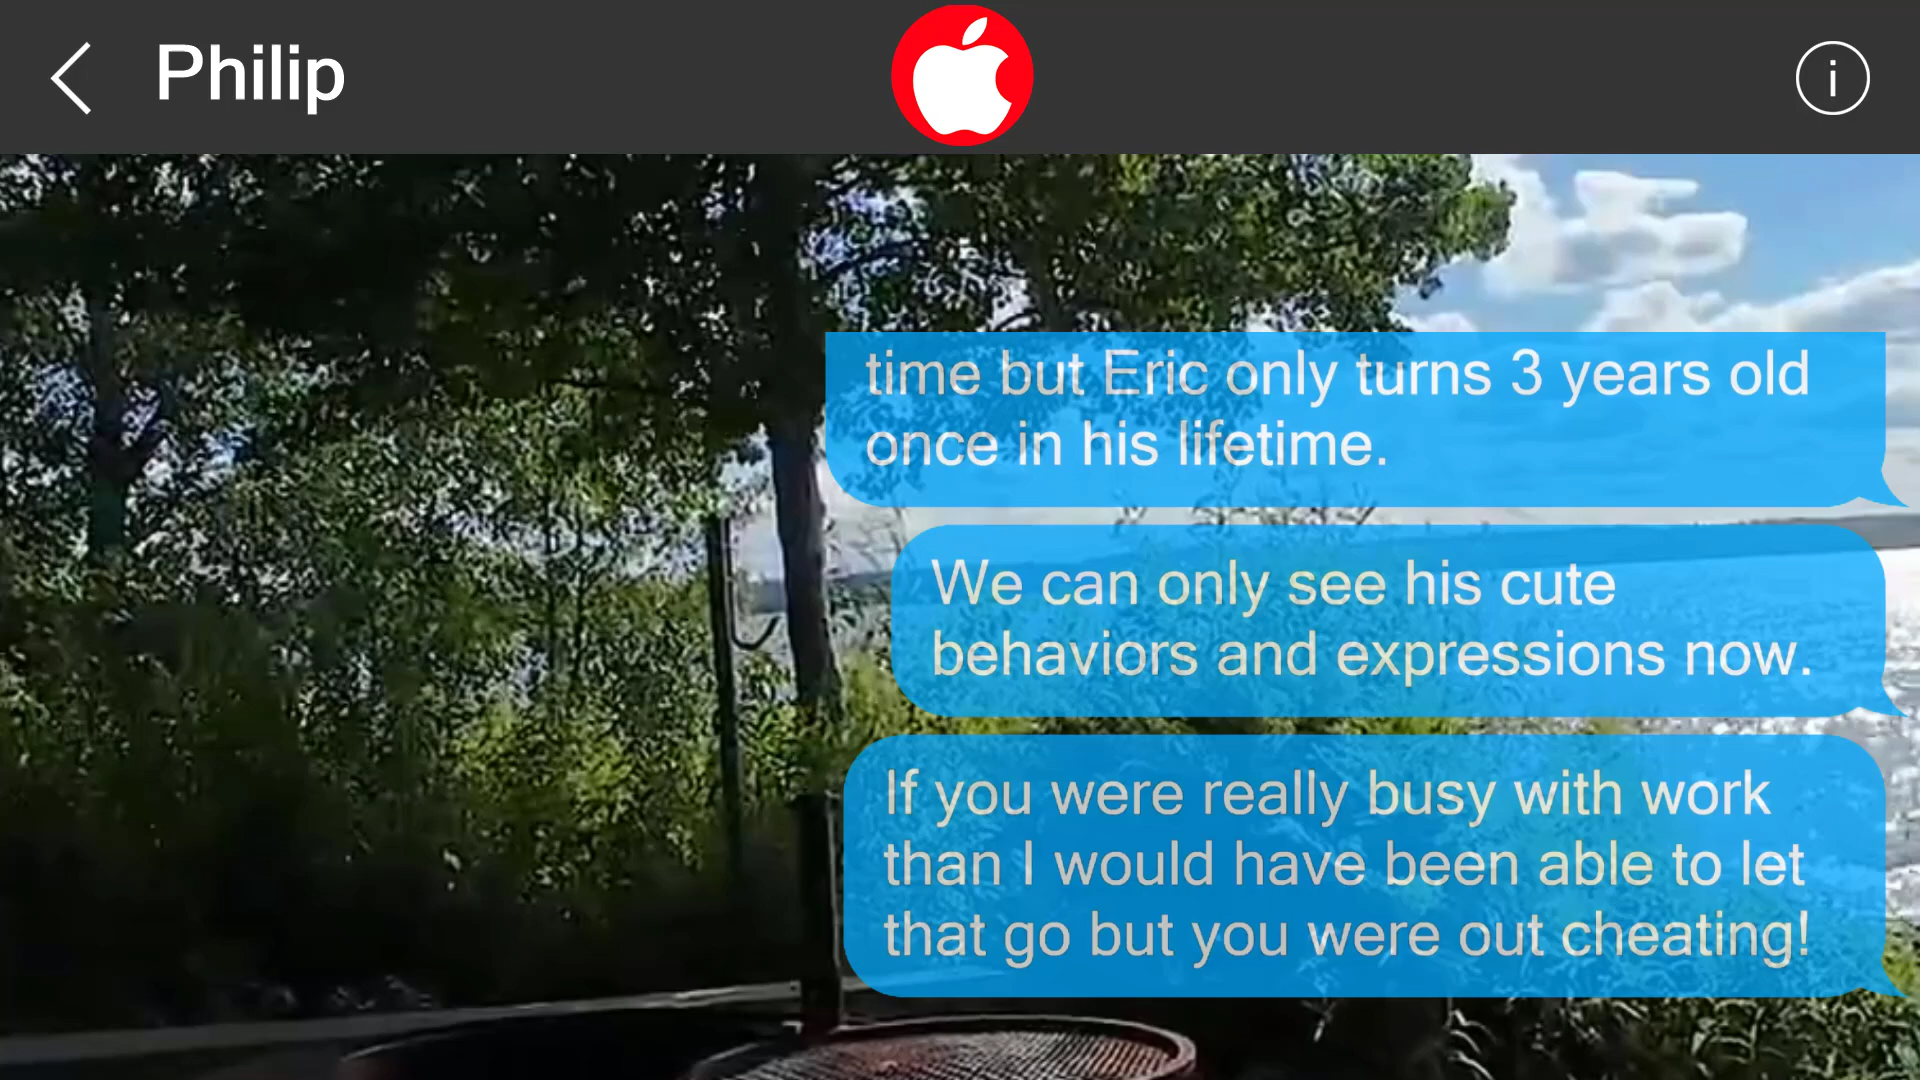 Philip
i
time but Eric only turns 3 years old
once in his lifetime.
We can only see his cute
behaviors and expressions now.
If you were really busy with work
than I would have been able to let
that go but you were out cheating!